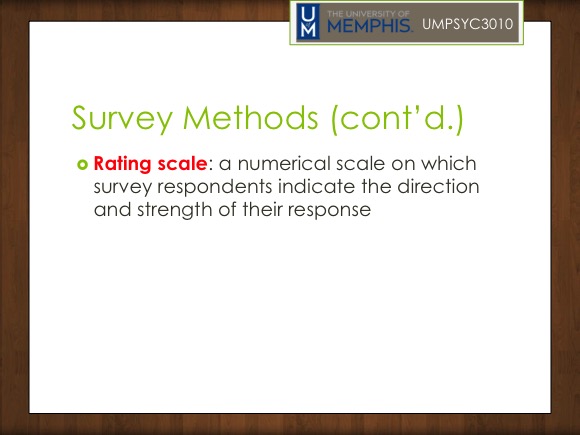 UM
THE UNIVERSITY OF
MEMPHIS.
UMPSYC3010
Survey Methods (cont’d.)
Rating scale: a numerical scale on which
survey respondents indicate the direction
and strength of their response